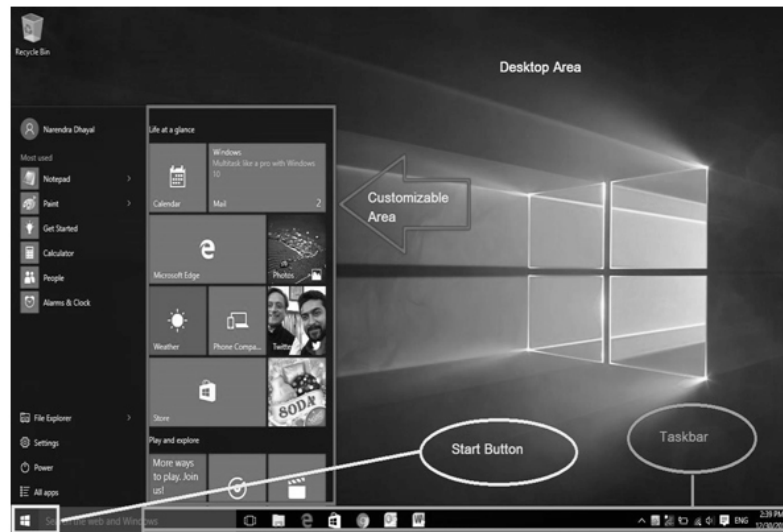 Recycle Bin
Desktop Area
Narendra Dhayal
Most used
Notepad
Paint
Get Started
Calculator
People
Alarms & Clock
File Explorer
Settings
Power
All apps
Life at a glance
Calendar
Windows
Multitask like a pro with Windows
10
Mail 2
Microsoft Edge
Photos
Weather
Phone Compa...
Twitter
Store
SODA
Play and explore
More ways
to play. Join
us!
Customizable
Area
Start Button
Taskbar
Search the web and Windows
ENG
2:39 PM